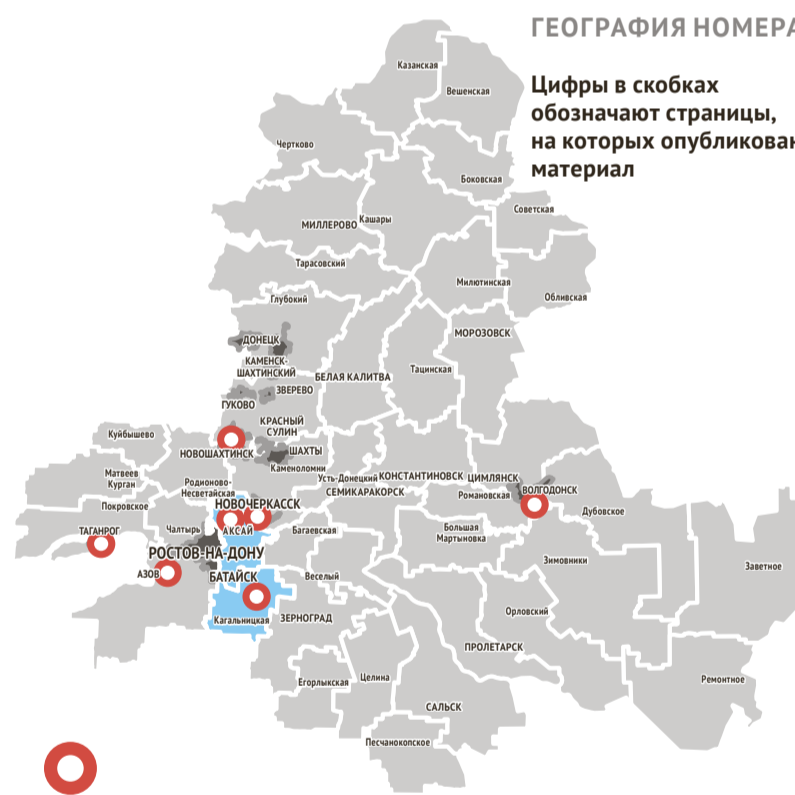 ГЕОГРАФИЯ НОМЕРА
Цифры в скобках
обозначают страницы,
на которых опубликован
материал
Казанская
Вешенская
Чертково
Боковская
Советская
МИЛЛЕРОВО
Кашары
Тарасовский
Милютинская
Обливская
Глубокий
ДОНЕЦК
МОРОЗОВСК
КАМЕНСК-
ШАХТИНСКИЙ
БЕЛАЯ КАЛИТВА
Тацинская
ЗВЕРЕВО
ГУКОВО
КРАСНЫЙ
СУЛИН
Куйбышево
НОВОШАХТИНСК
ШАХТЫ
Каменоломни
Матвеев
Курган
Родионово-
Несветайская
Усть-Донецкий
КОНСТАНТИНОВСК
ЦИМЛЯНСК
СЕМИКАРАКОРСК
Романовская
ВОЛГОДОНСК
Покровское
НОВОЧЕРКАССК
Дубовское
ТАГАНРОГ
Чалтырь
АКСАЙ
Багаевская
Большая
Мартыновка
РОСТОВ-НА-ДОНУ
Зимовники
Заветное
АЗОВ
БАТАЙСК
Веселый
Кагальницкая
ЗЕРНОГРАД
Орловский
ПРОЛЕТАРСК
Егорлыкская
Целина
Ремонтное
САЛЬСК
Песчанокопское